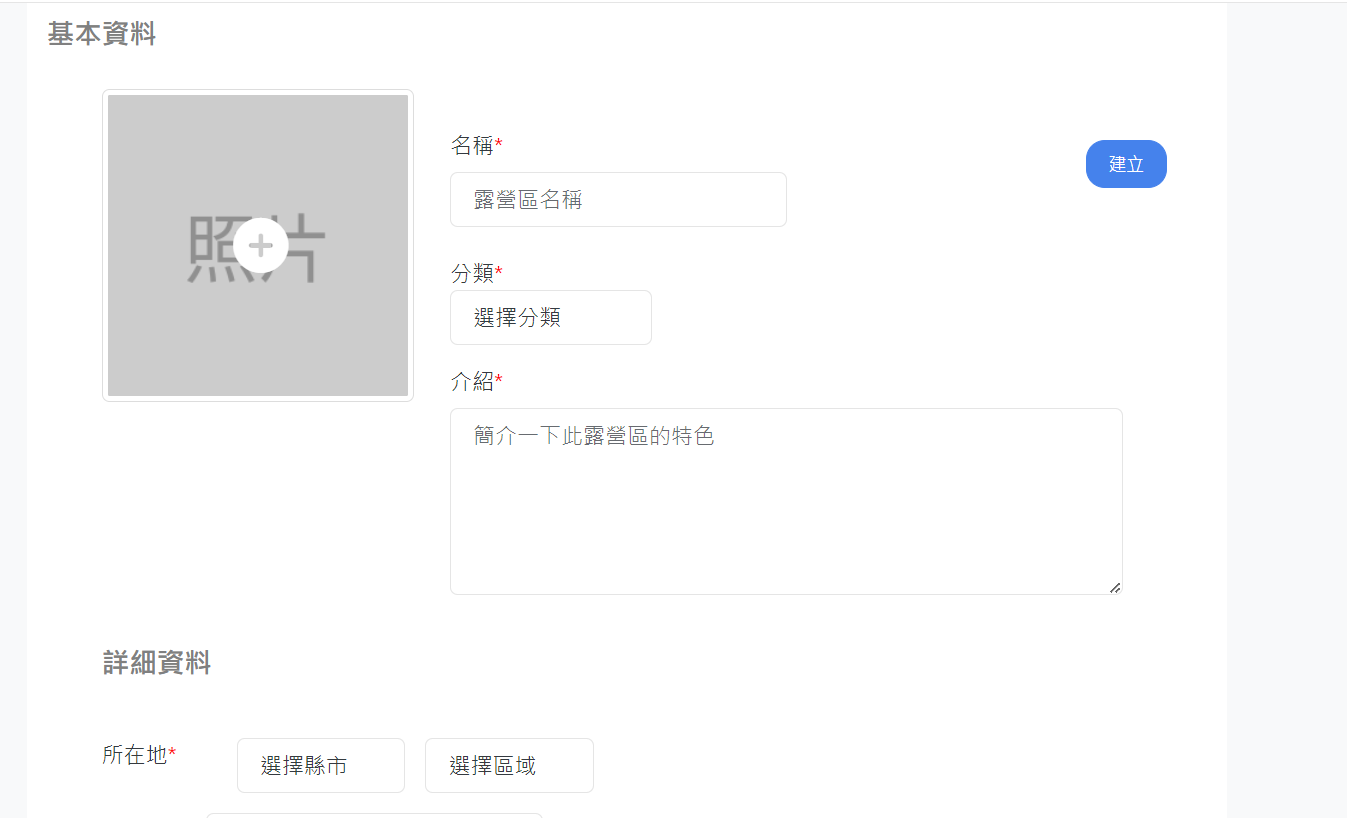 基本資料
照片
名稱*
建立
露營區名稱
分類*
選擇分類
介紹*
簡介一下此露營區的特色
詳細資料
所在地*
選擇縣市
選擇區域